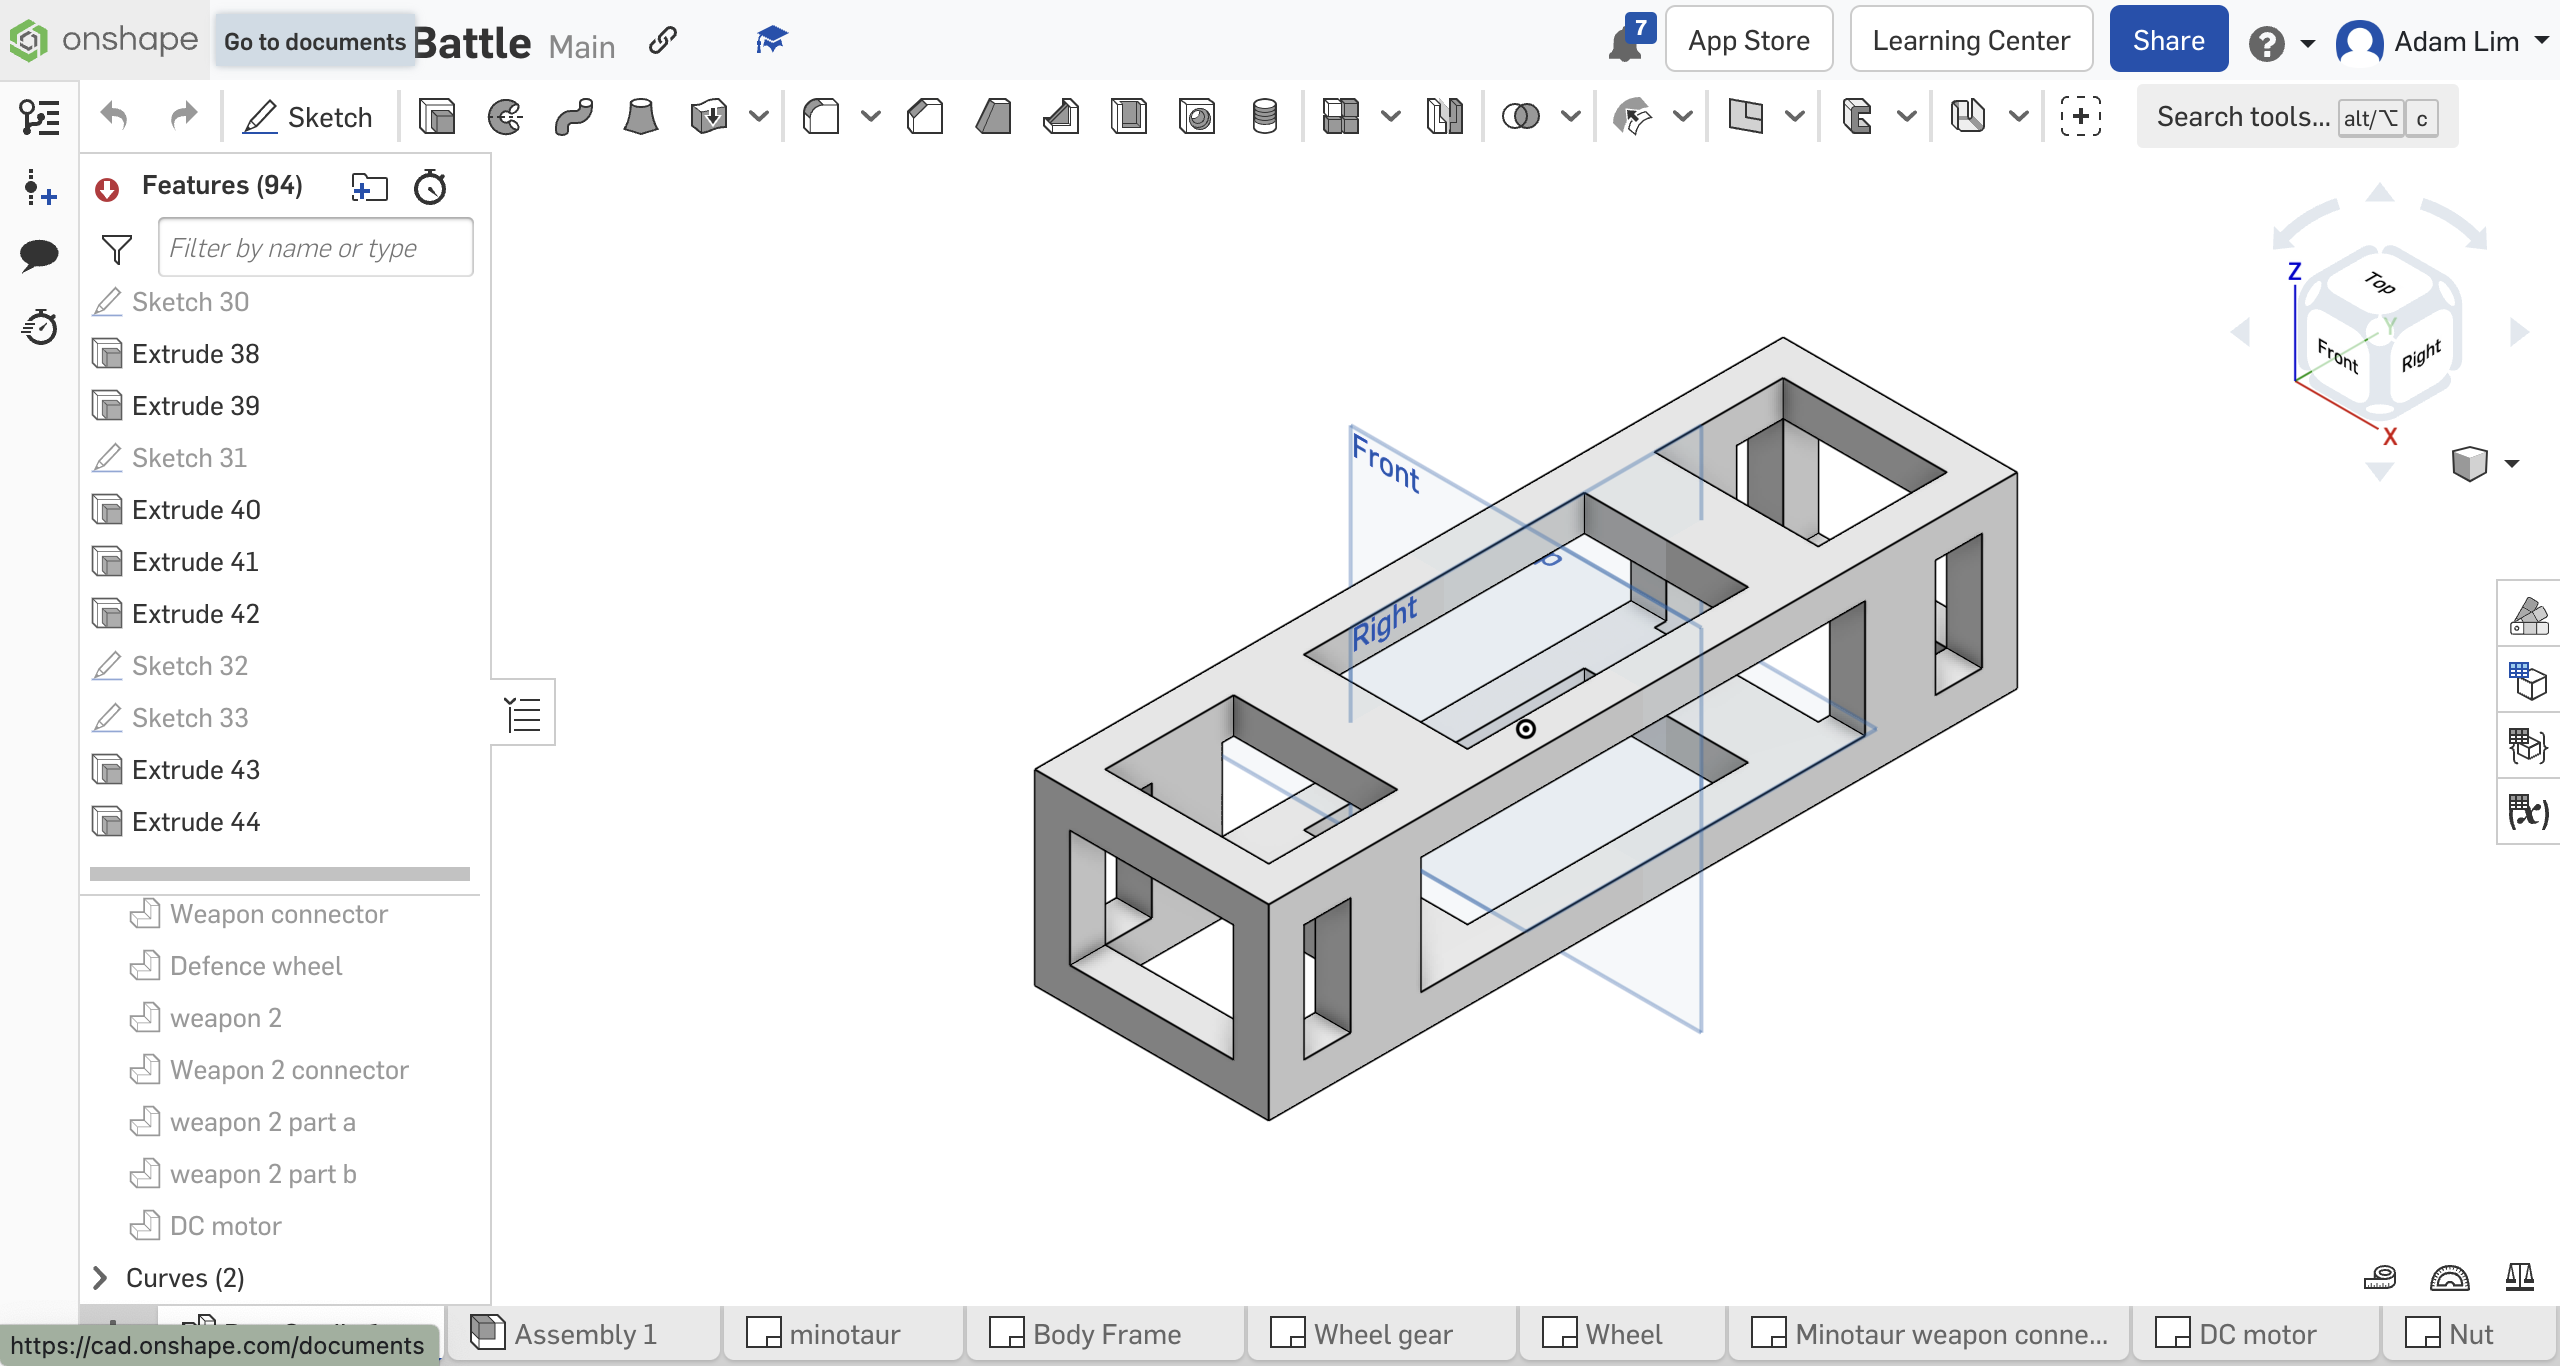 onshape
Go to documents
Battle Main
7
App Store
Learning Center
Share
Adam Lim
Sketch
Search tools... alt/⌥ c
Features (94)
Filter by name or type
Sketch 30
Extrude 38
Extrude 39
Sketch 31
Extrude 40
Extrude 41
Extrude 42
Sketch 32
Sketch 33
Extrude 43
Extrude 44
Weapon connector
Defence wheel
weapon 2
Weapon 2 connector
weapon 2 part a
weapon 2 part b
DC motor
Curves (2)
Front
Right
Z
Top
Y
Front
Right
X
(x)
Assembly 1
minotaur
Body Frame
Wheel gear
Wheel
Minotaur weapon conne...
DC motor
Nut
https://cad.onshape.com/documents